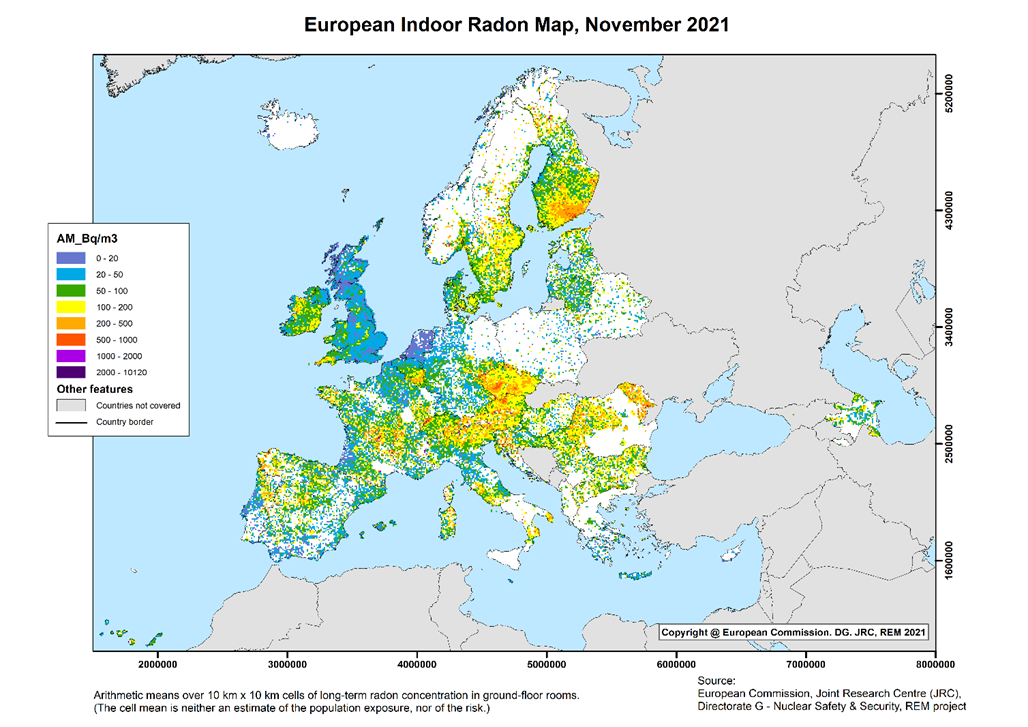 European Indoor Radon Map, November 2021
5200000
4300000
3400000
2500000
1600000
AM_Bq/m3
0 - 20
20 - 50
50 - 100
100 - 200
200 - 500
500 - 1000
1000 - 2000
2000 - 10120
Other features
Countries not covered
Country border
Copyright @ European Commission. DG. JRC, REM 2021
2000000 3000000 4000000 5000000 6000000 7000000 8000000
Arithmetic means over 10 km x 10 km cells of long-term radon concentration in ground-floor rooms.
(The cell mean is neither an estimate of the population exposure, nor of the risk.)
Source:
European Commission, Joint Research Centre (JRC),
Directorate G - Nuclear Safety & Security, REM project